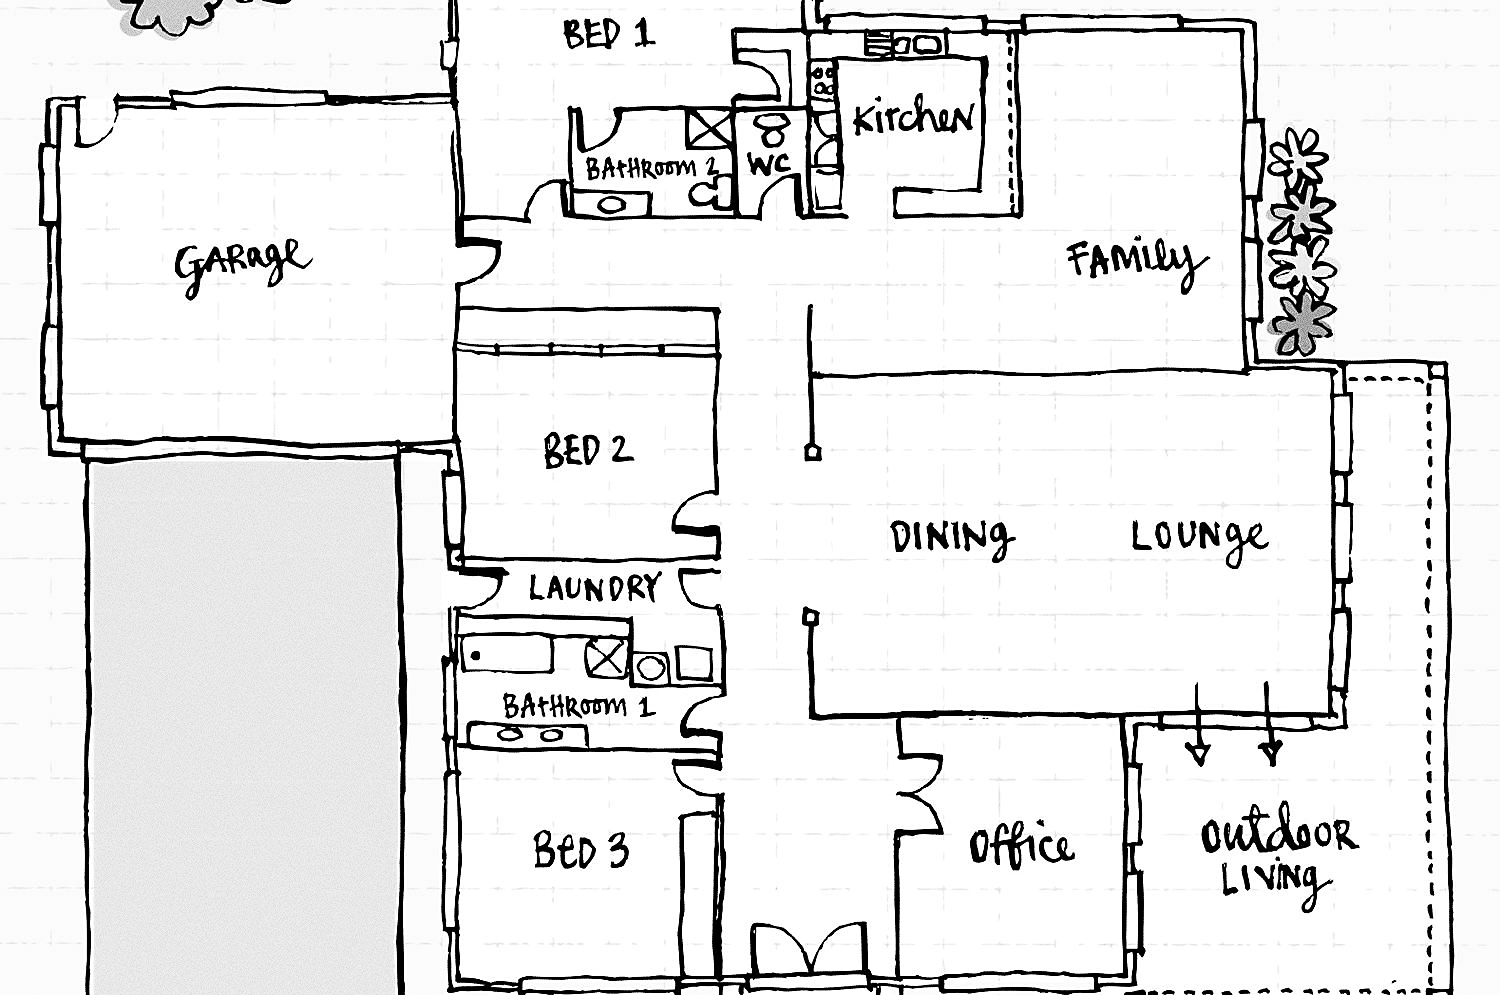 BED 1
KitcHEN
BAtHRoom 2
WC
GARage
FAMily
BED 2
DINING
LOUNGe
LAUNDRY
BAtHRoom 1
BeD 3
Office
OutdooR
LIViNg